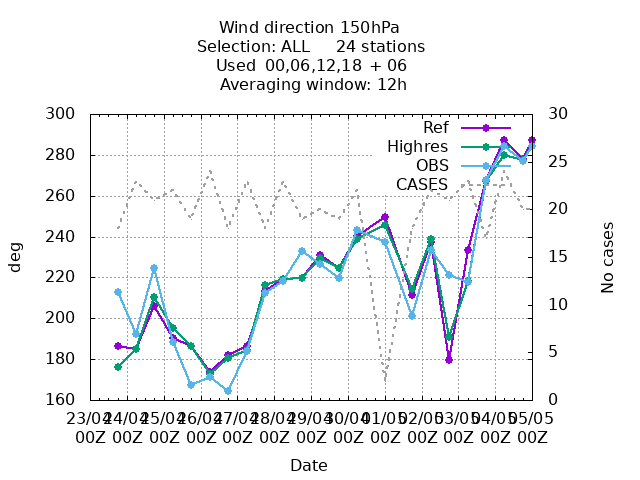 Wind direction 150hPa
Selection: ALL 24 stations
Used 00,06,12,18 + 06
Averaging window: 12h
300 30
Ref
Highres
OBS
CASES
280 25
260
240 20
220 15
200 10
180 5
160 0
deg
No cases
23/04 24/04 25/04 26/04 27/04 28/04 29/04 30/04 01/05 02/05 03/05 04/05 05/05
00Z 00Z 00Z 00Z 00Z 00Z 00Z 00Z 00Z 00Z 00Z 00Z 00Z
Date